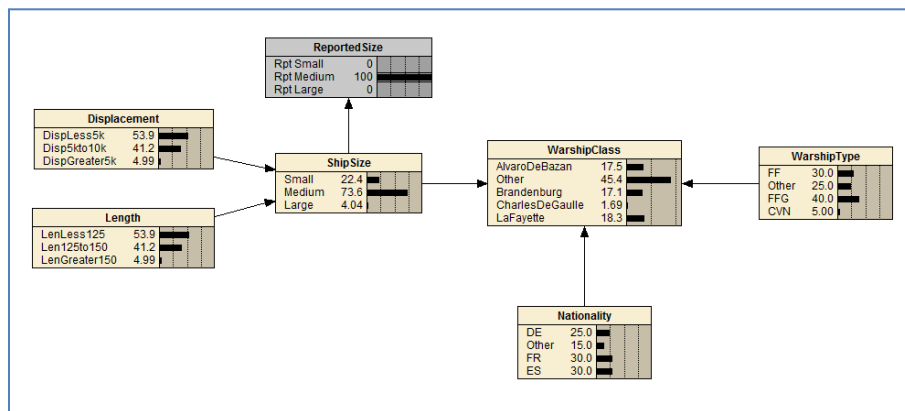 ReportedSize
Rpt Small 0
Rpt Medium 100
Rpt Large 0
Displacement
DispLess5k 53.9
Disp5kto10k 41.2
DispGreater5k 4.99
ShipSize
Small 22.4
Medium 73.6
Large 4.04
Length
LenLess125 53.9
Len125to150 41.2
LenGreater150 4.99
WarshipClass
AlvaroDeBazan 17.5
Other 45.4
Brandenburg 17.1
CharlesDeGaulle 1.69
LaFayette 18.3
WarshipType
FF 30.0
Other 25.0
FFG 40.0
CVN 5.00
Nationality
DE 25.0
Other 15.0
FR 30.0
ES 30.0